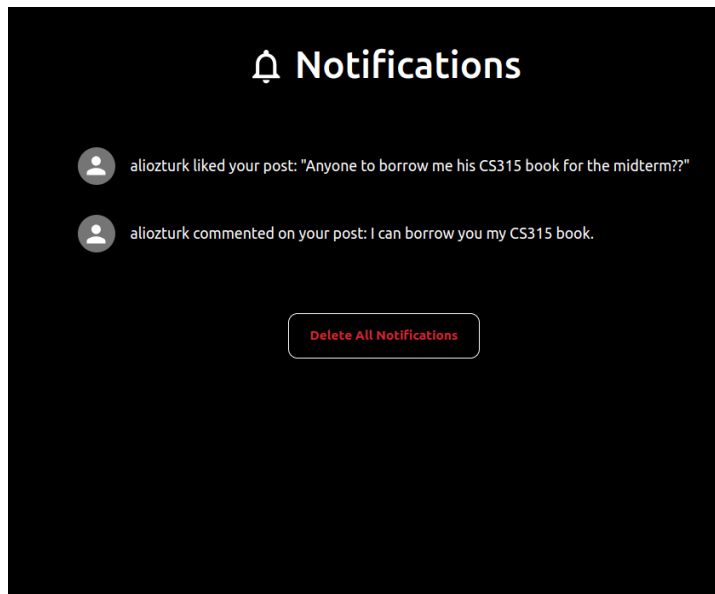 Notifications
aliozturk liked your post: "Anyone to borrow me his CS315 book for the midterm??"
aliozturk commented on your post: I can borrow you my CS315 book.
Delete All Notifications